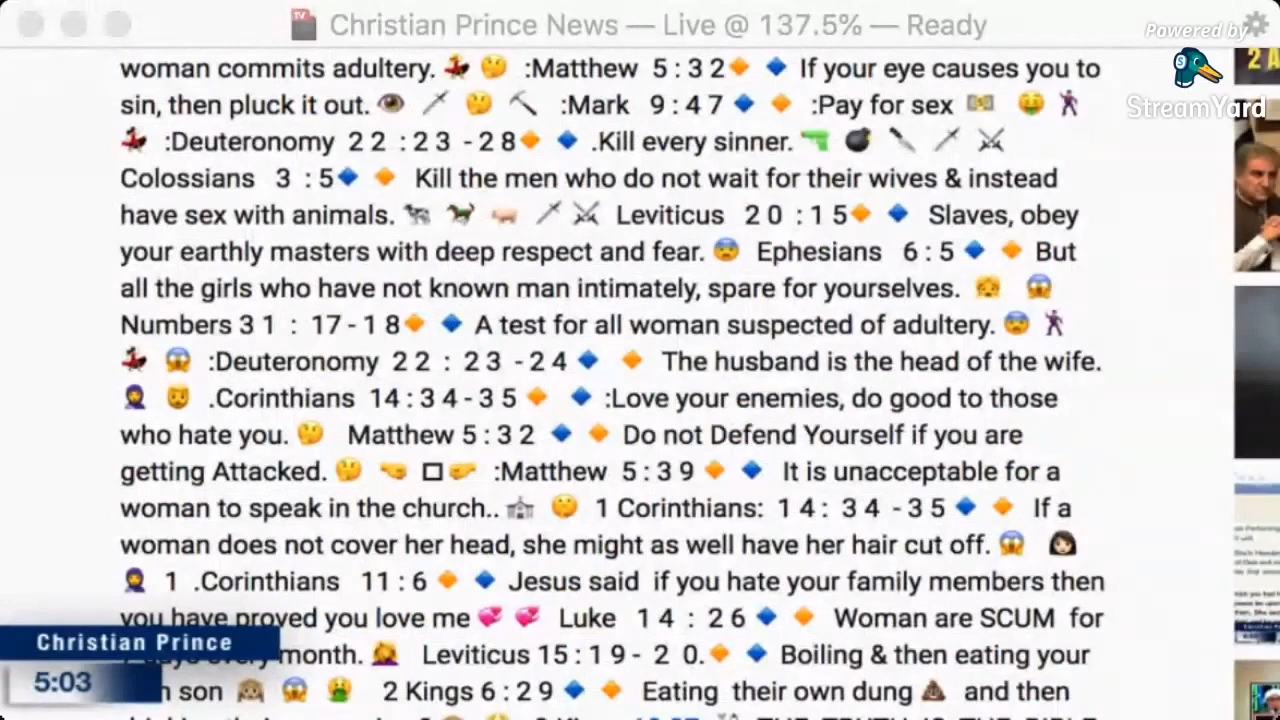 Christian Prince News — Live @ 137.5% — Ready
Powered by
StreamYard
woman commits adultery. 💃 🤔 :Matthew 5:32🔸 🔹 If your eye causes you to
sin, then pluck it out. 👁 🗡 🤔 ⛏ :Mark 9:47🔹 🔸 :Pay for sex 💵 🤑 🕺
💃 :Deuteronomy 22:23-28🔸 🔹 .Kill every sinner. 🔫 💣 🔪 🗡 ⚔
Colossians 3:5🔹 🔸 Kill the men who do not wait for their wives & instead
have sex with animals. 🐄 🐕 🐖 🗡 ⚔ Leviticus 20:15🔸 🔹 Slaves, obey
your earthly masters with deep respect and fear. 😨 Ephesians 6:5 🔹 🔸 But
all the girls who have not known man intimately, spare for yourselves. 👧 😱
Numbers 31 : 17-18🔸 🔹 A test for all woman suspected of adultery. 😨 🕺
💃 😱 :Deuteronomy 22 : 23 -24 🔹 🔸 The husband is the head of the wife.
🧕 🧔 .Corinthians 14:34-35 🔸 🔹 :Love your enemies, do good to those
who hate you. 🤔 Matthew 5:32 🔹 🔸 Do not Defend Yourself if you are
getting Attacked. 🤔 🤜 ◻ 🤛 :Matthew 5:39 🔸 🔹 It is unacceptable for a
woman to speak in the church.. ⛪ 🤔 1 Corinthians: 14: 34 -35 🔹 🔸 If a
woman does not cover her head, she might as well have her hair cut off. 😱 👩
🧕 1 .Corinthians 11:6 🔸 🔹 Jesus said if you hate your family members then
you have proved you love me 💞 💞 Luke 14 : 26 🔹 🔸 Woman are SCUM for
days every month. 🤦 Leviticus 15:19- 20.🔸 🔹 Boiling & then eating your
son 🙊 😱 🤮 2 Kings 6:29 🔹 🔸 Eating their own dung 💩 and then
Christian Prince
5:03